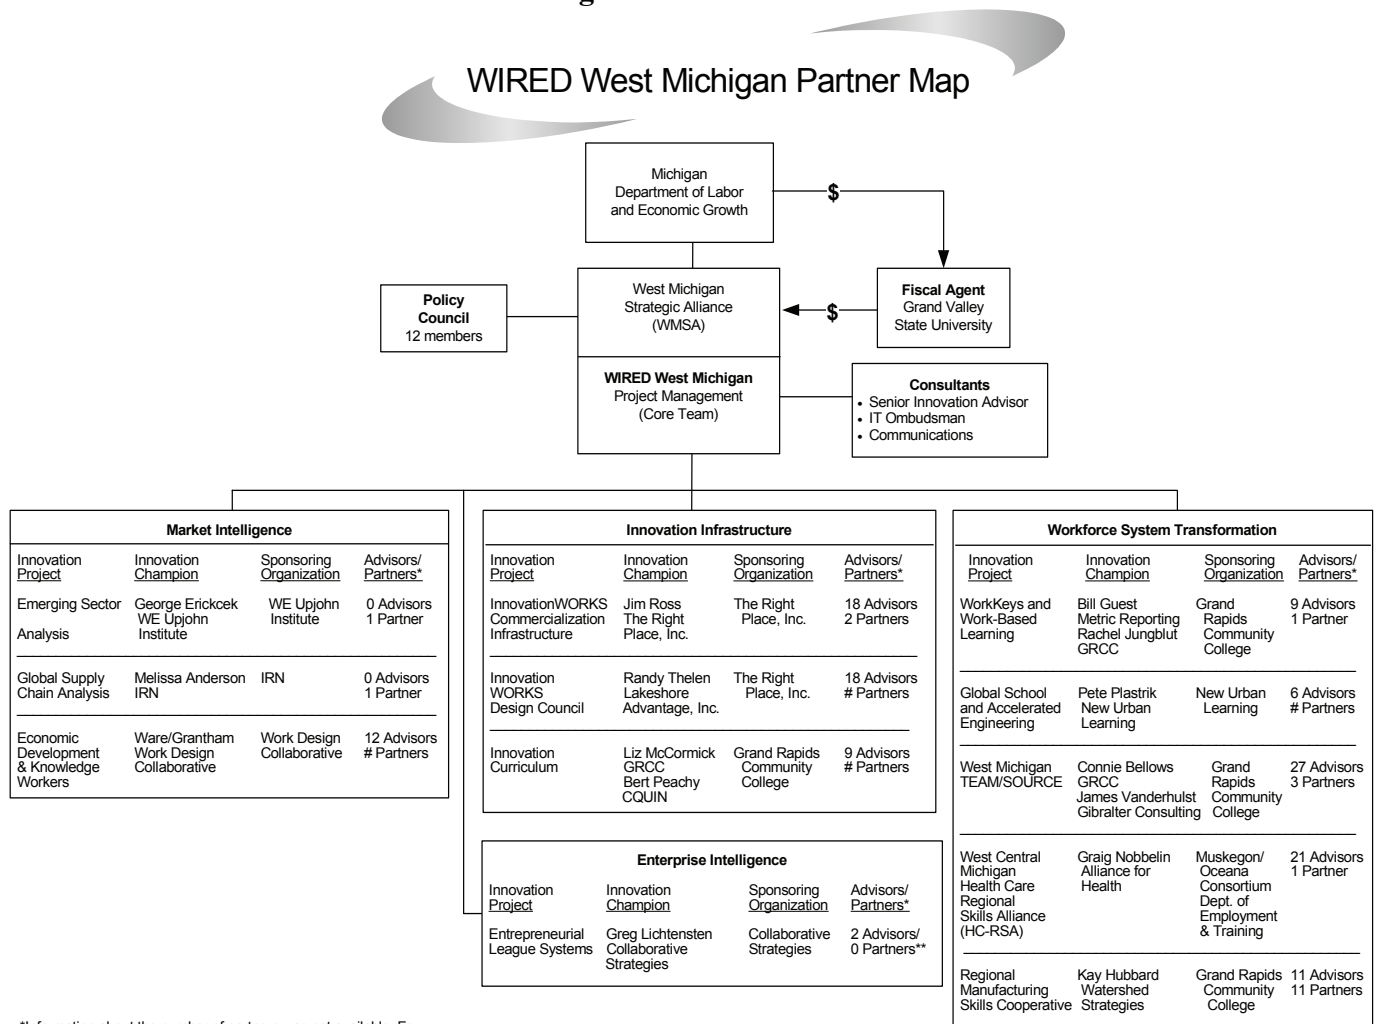 WIRED West Michigan Partner Map
Michigan
Department of Labor
and Economic Growth
$
Policy
Council
12 members
West Michigan
Strategic Alliance
(WMSA)
$
Fiscal Agent
Grand Valley
State University
WIRED West Michigan
Project Management
(Core Team)
Consultants
• Senior Innovation Advisor
• IT Ombudsman
• Communications
Market Intelligence
Innovation Innovation Sponsoring Advisors/
Project Champion Organization Partners*
Emerging Sector George Erickcek WE Upjohn 0 Advisors
WE Upjohn Institute 1 Partner
Analysis Institute
Global Supply Melissa Anderson IRN 0 Advisors
Chain Analysis IRN 1 Partner
Economic Ware/Grantham Work Design 12 Advisors
Development Work Design Collaborative # Partners
& Knowledge Collaborative
Workers
Innovation Infrastructure
Innovation Innovation Sponsoring Advisors/
Project Champion Organization Partners*
InnovationWORKS Jim Ross The Right 18 Advisors
Commercialization The Right Place, Inc. 2 Partners
Infrastructure Place, Inc.
Innovation Randy Thelen The Right 18 Advisors
WORKS Lakeshore Place, Inc. # Partners
Design Council Advantage, Inc.
Innovation Liz McCormick Grand Rapids 9 Advisors
Curriculum GRCC Community # Partners
Bert Peachy College
CQUIN
Enterprise Intelligence
Innovation Innovation Sponsoring Advisors/
Project Champion Organization Partners*
Entrepreneurial Greg Lichtensten Collaborative 2 Advisors/
League Systems Collaborative Strategies 0 Partners**
Strategies
Workforce System Transformation
Innovation Innovation Sponsoring Advisors/
Project Champion Organization Partners*
WorkKeys and Bill Guest Grand 9 Advisors
Work-Based Metric Reporting Rapids 1 Partner
Learning Rachel Jungblut Community
GRCC College
Global School Pete Plastrik New Urban 6 Advisors
and Accelerated New Urban Learning # Partners
Engineering Learning
West Michigan Connie Bellows Grand 27 Advisors
TEAM/SOURCE GRCC Rapids 3 Partners
James Vanderhulst Community
Gibralter Consulting College
West Central Graig Nobbelin Muskegon/ 21 Advisors
Michigan Alliance for Oceana 1 Partner
Health Care Health Consortium
Regional Dept. of
Skills Alliance Employment
(HC-RSA) & Training
Regional Kay Hubbard Grand Rapids 11 Advisors
Manufacturing Watershed Community 11 Partners
Skills Cooperative Strategies College